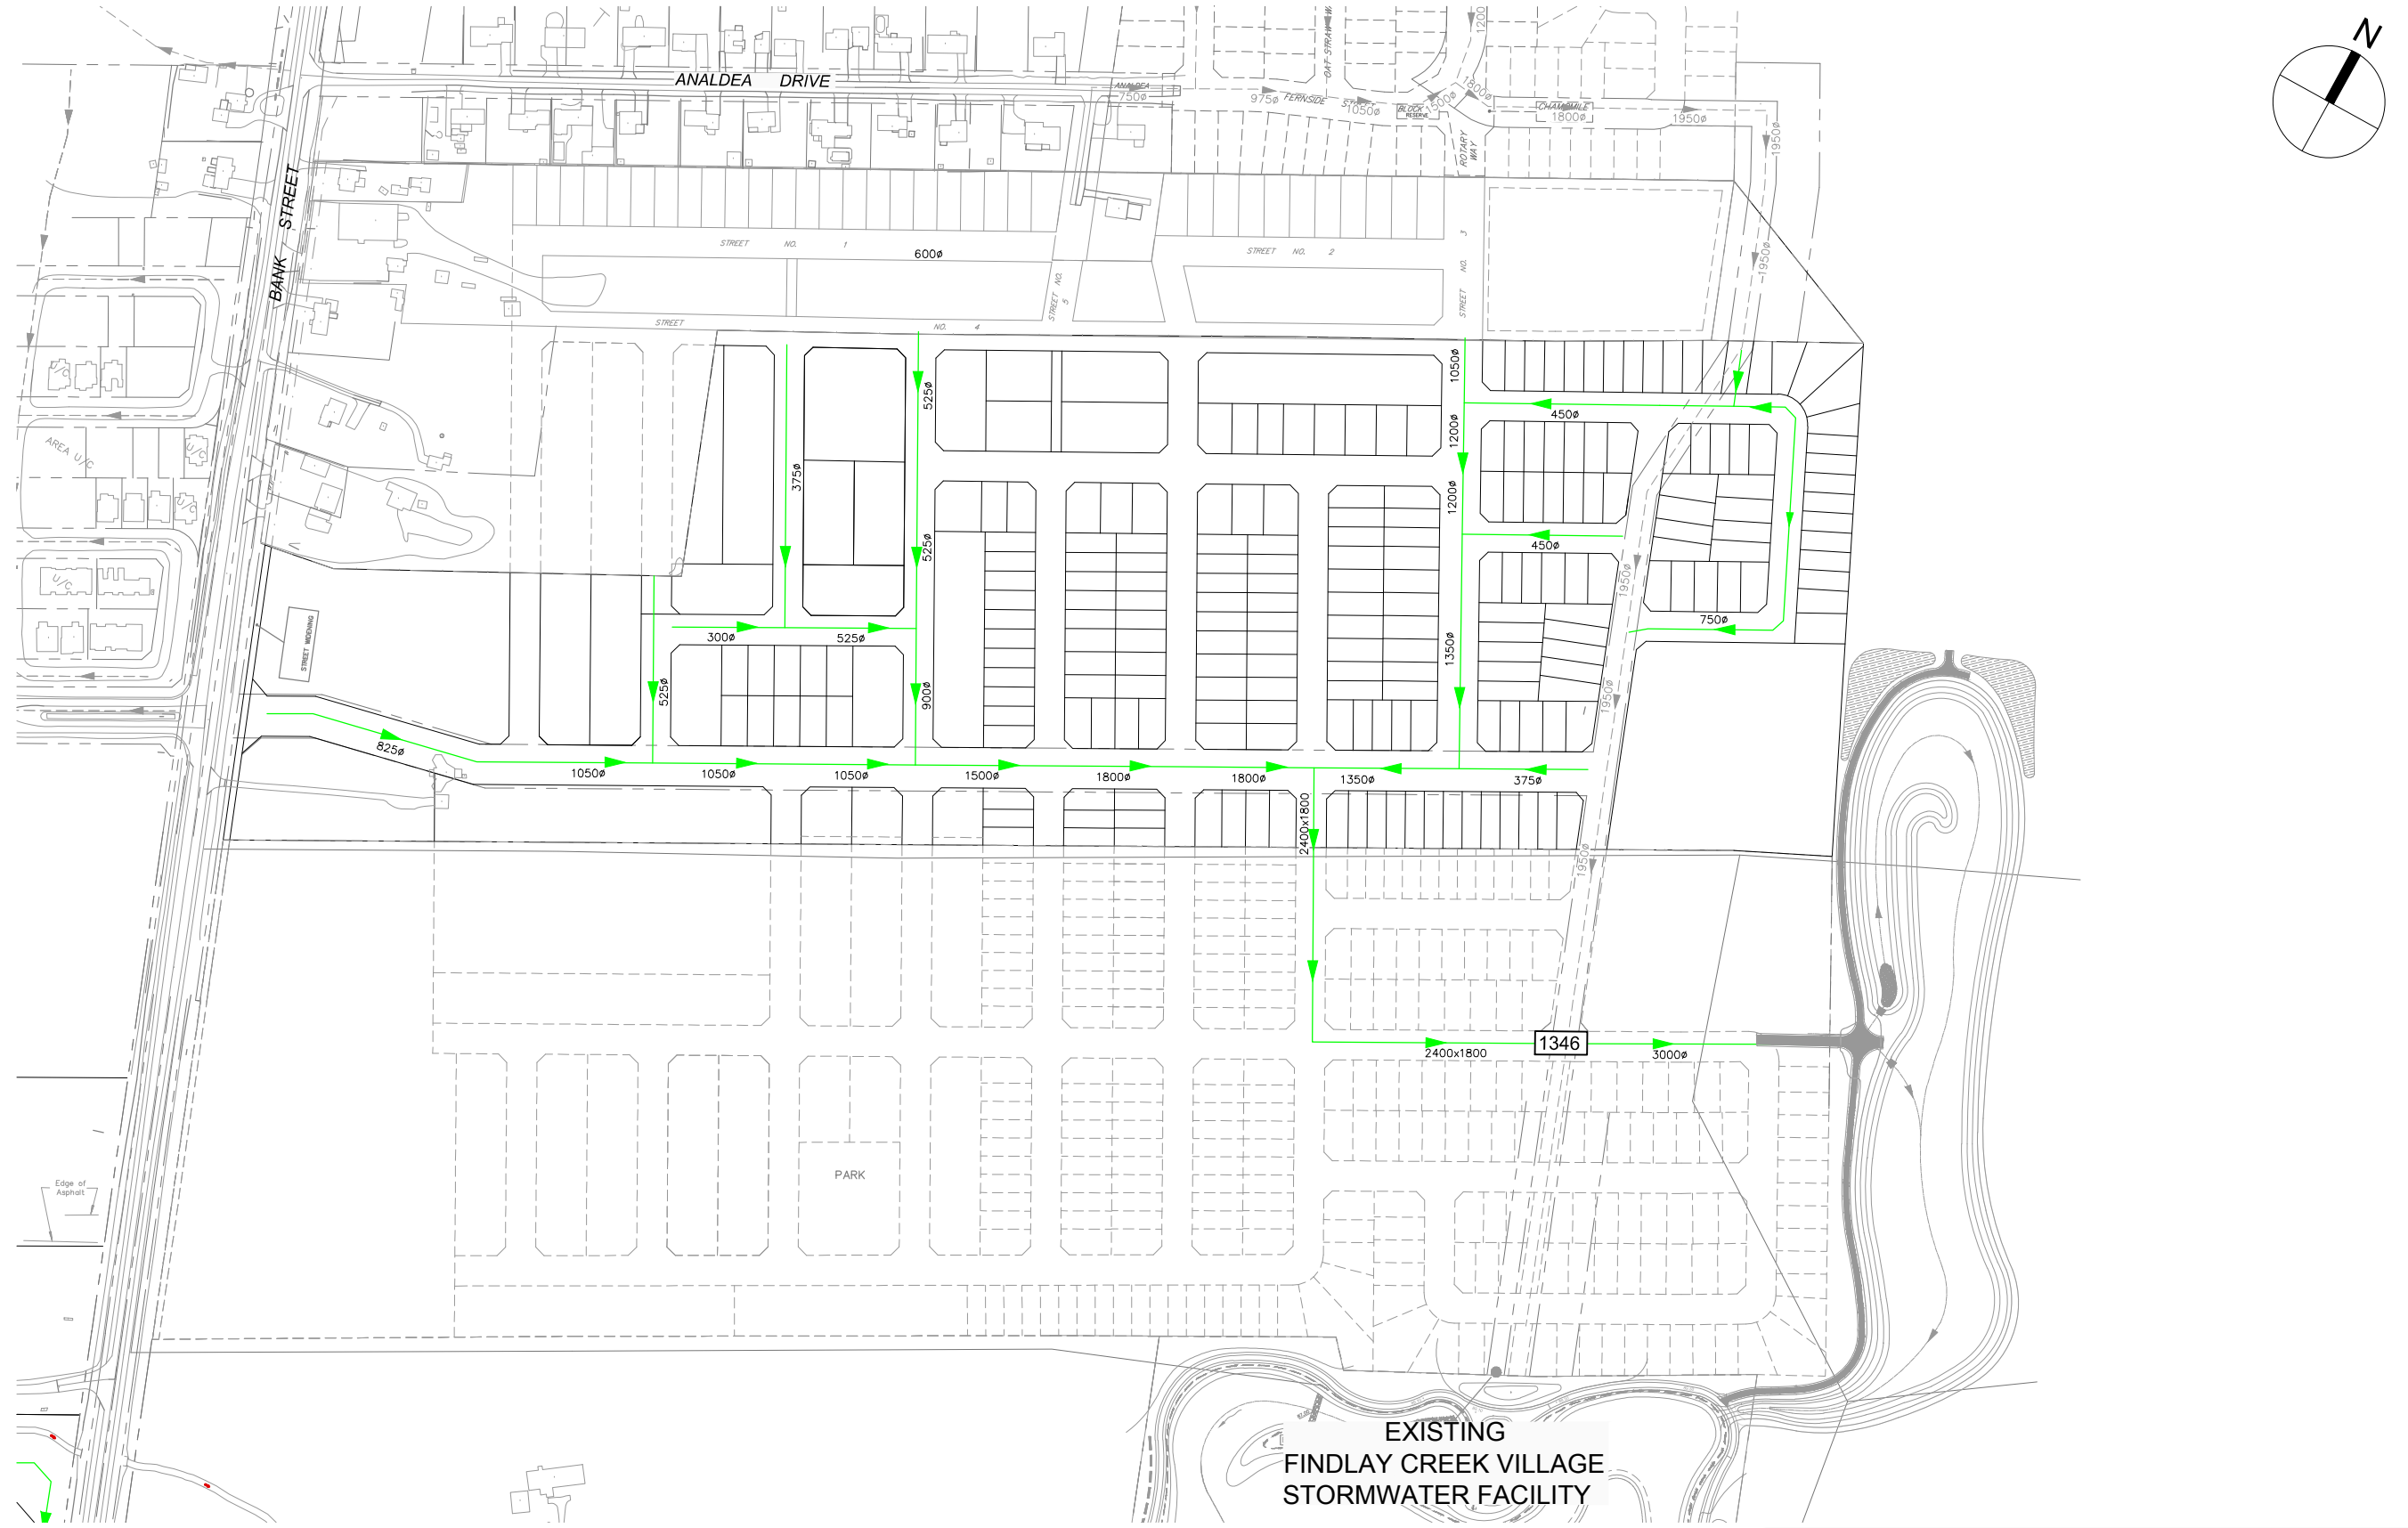 N
1200
OAT STRAW W
ANALDEA DRIVE
ANALDEA
750ø
975ø
FERNSIDE STREET
1050ø
BLOCK
RESERVE
1500ø
1800ø
CHAMOMILE
1800ø
1950ø
1950ø
ROTARY
WAY
BANK STREET
STREET NO. 1
600ø
STREET NO. 2
STREET NO. 3
1950ø
STREET NO.
5
STREET NO. 4
525ø
1050ø
450ø
1200ø
375ø
1200ø
AREA U/C
U/C
U/C
U/C
U/C
525ø
450ø
1950ø
STREET WIDENING
300ø
525ø
750ø
1350ø
525ø
900ø
1950ø
825ø
1050ø
1050ø
1050ø
1500ø
1800ø
1800ø
1350ø
375ø
2400x1800
1950ø
1346
2400x1800
3000ø
PARK
Edge of
Asphalt
EXISTING
FINDLAY CREEK VILLAGE
STORMWATER FACILITY